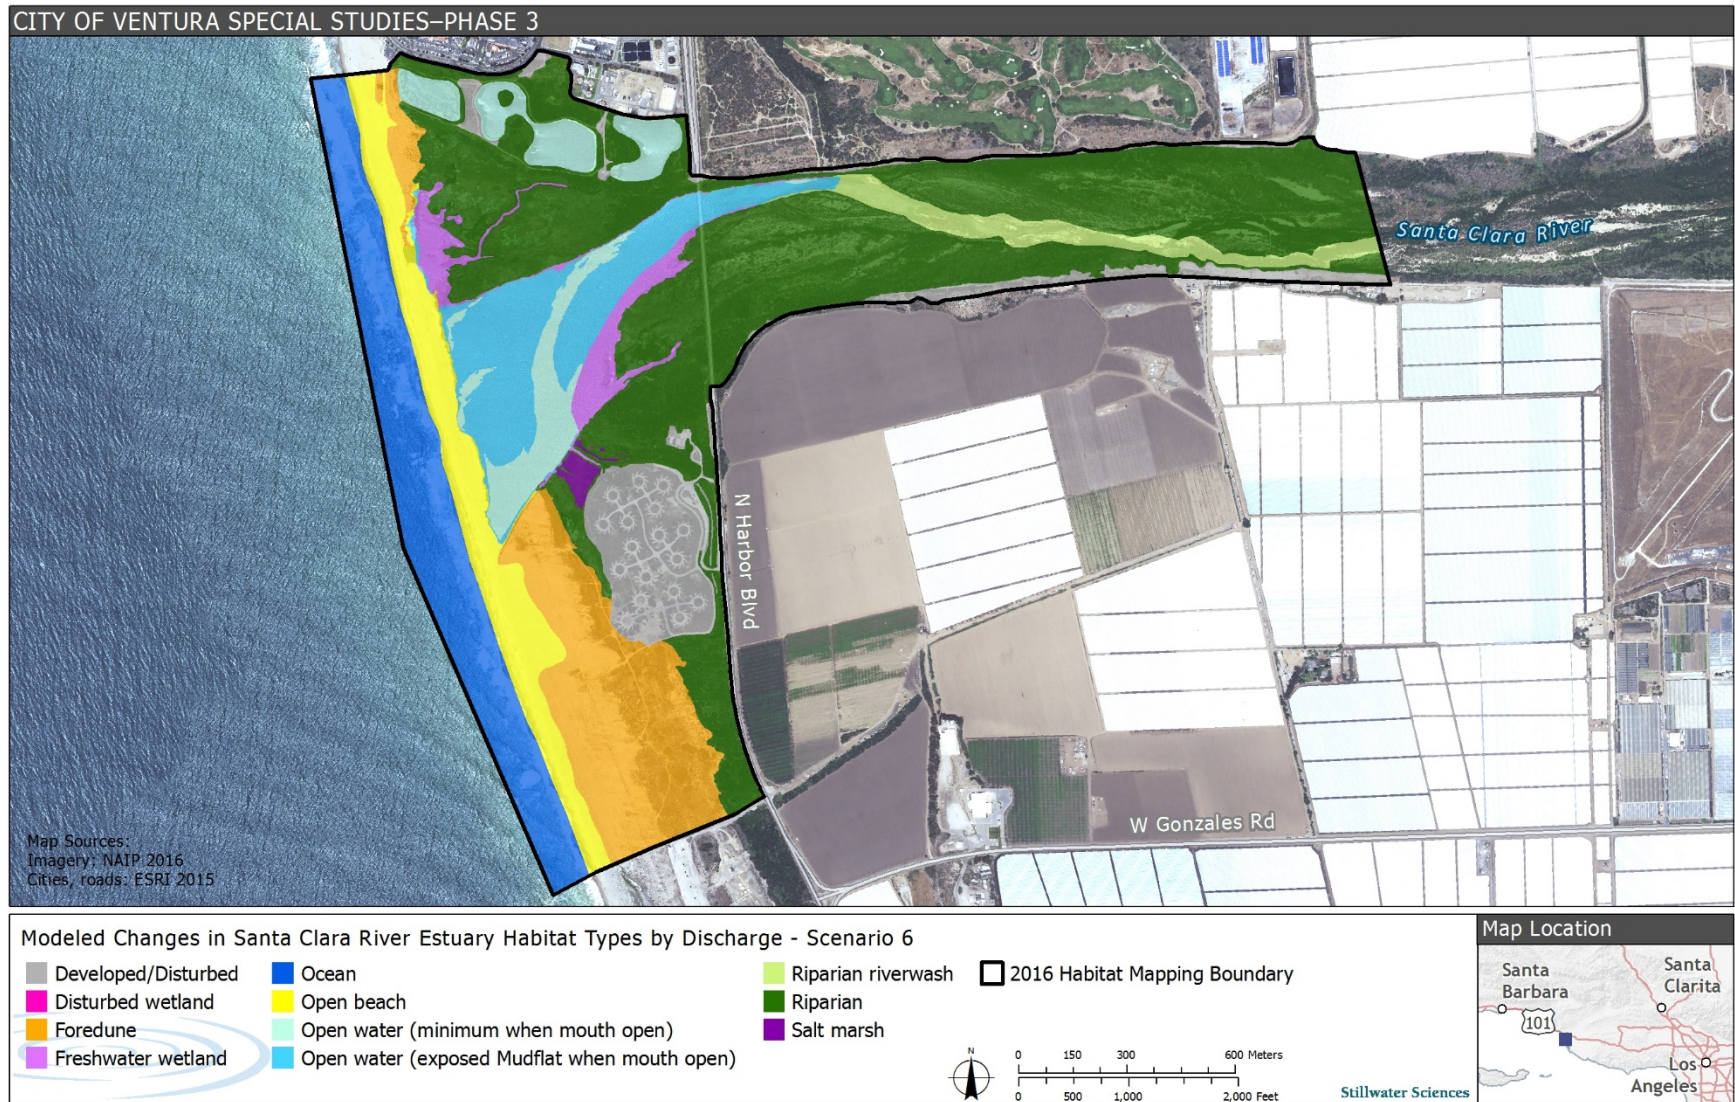 CITY OF VENTURA SPECIAL STUDIES–PHASE 3
Santa Clara River
N Harbor Blvd
W Gonzales Rd
Map Sources:
Imagery: NAIP 2016
Cities, roads: ESRI 2015
Modeled Changes in Santa Clara River Estuary Habitat Types by Discharge - Scenario 6
Developed/Disturbed
Disturbed wetland
Foredune
Freshwater wetland
Ocean
Open beach
Open water (minimum when mouth open)
Open water (exposed Mudflat when mouth open)
Riparian riverwash
Riparian
Salt marsh
2016 Habitat Mapping Boundary
N
0 150 300 600 Meters
0 500 1,000 2,000 Feet
Stillwater Sciences
Map Location
Santa
Barbara
Santa
Clarita
101
Los
Angeles